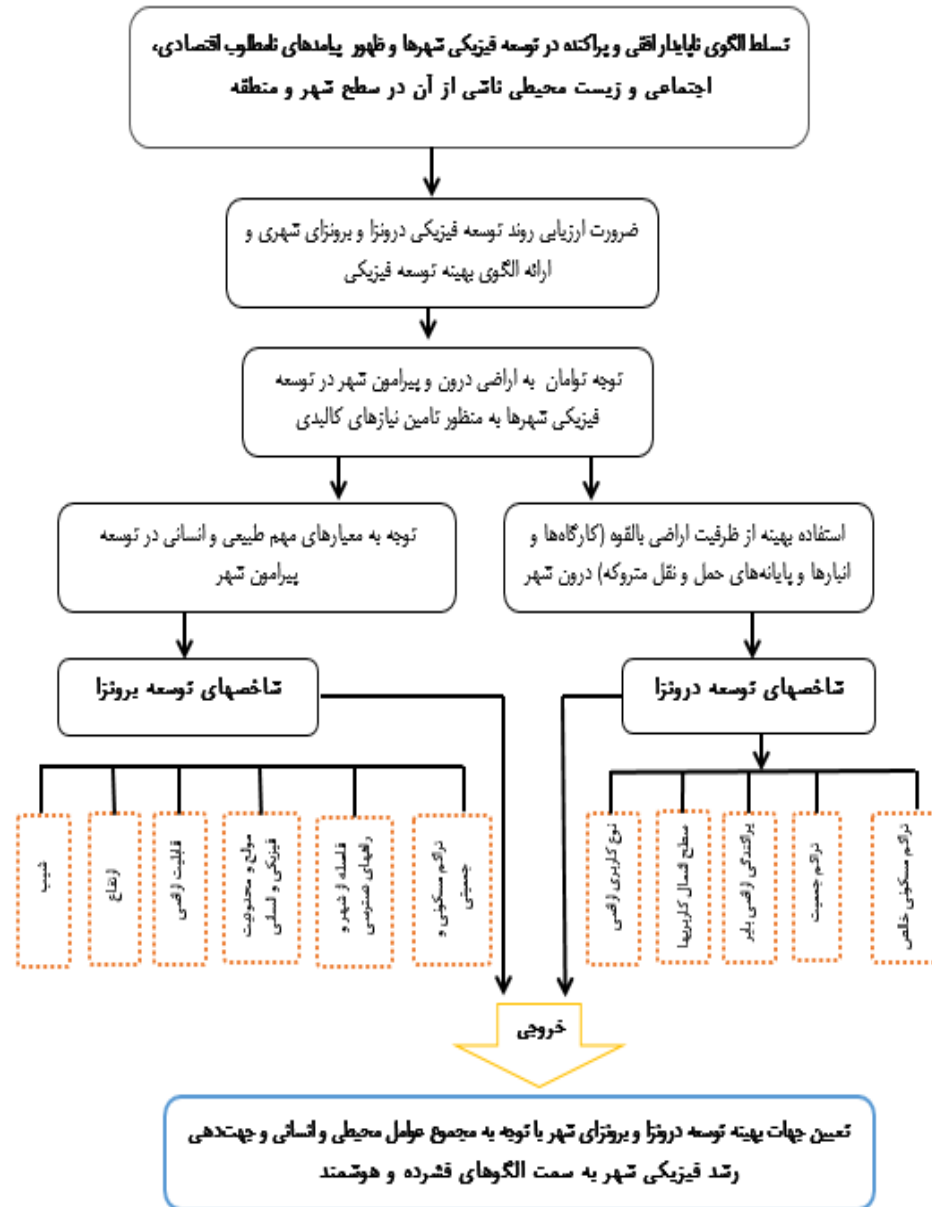 تسلط الگوی ناپایدار افقی و پراکنده در توسعه فیزیکی شهرها و ظهور پیامدهای نامطلوب اقتصادی،
اجتماعی و زیست محیطی ناشی از آن در سطح شهر و منطقه
ضرورت ارزیابی روند توسعه فیزیکی درونزا و برونزای شهری و
ارائه الگوی بهینه توسعه فیزیکی
توجه توامان به اراضی درون و پیرامون شهر در توسعه
فیزیکی شهرها به منظور تامین نیازهای کالبدی
استفاده بهینه از ظرفیت اراضی بالقوه (کارگاه‌ها و
انبارها و پایانه‌های حمل و نقل متروکه) درون شهر
توجه به معیارهای مهم طبیعی و انسانی در توسعه
پیرامون شهر
شاخصهای توسعه درونزا
شاخصهای توسعه برونزا
تراکم مسکونی خالص
تراکم جمعیت
پراکندگی اراضی بایر
سطح اشغال کاربریها
نوع کاربری اراضی
تراکم مسکونی و
جمعیتی
فاصله از شهر و
راههای دسترسی
موانع و محدودیت
فیزیکی و انسانی
قابلیت اراضی
ارتفاع
شیب
خروجی
تعیین جهات بهینه توسعه درونزا و برونزای شهر با توجه به مجموع عوامل محیطی و انسانی و جهت‌دهی
رشد فیزیکی شهر به سمت الگوهای فشرده و هوشمند